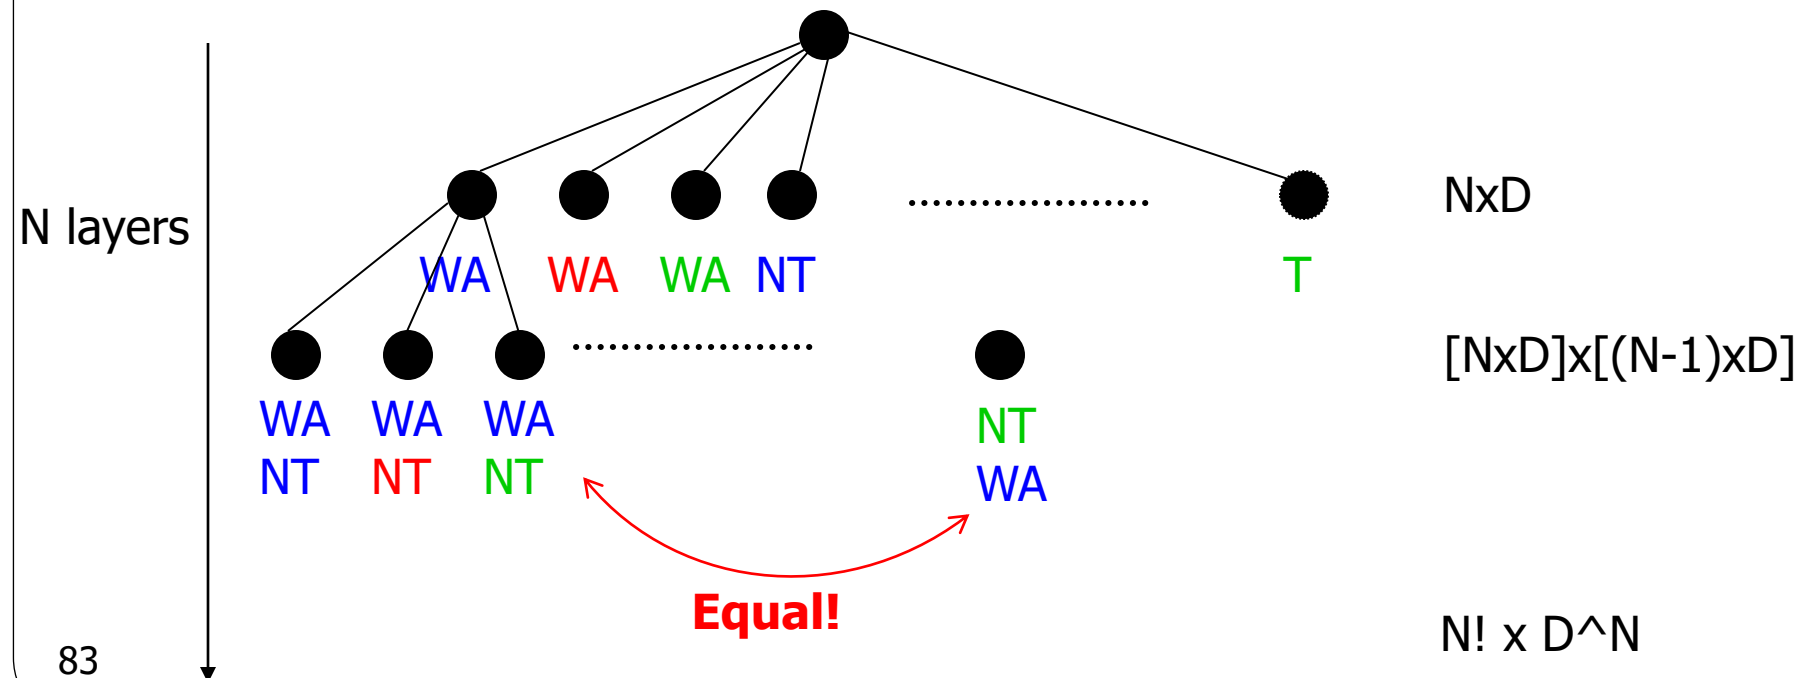 NxD
N layers
WA WA WA NT T
[NxD]x[(N-1)xD]
WA WA WA NT
NT NT NT WA
Equal!
N! x D^N
83